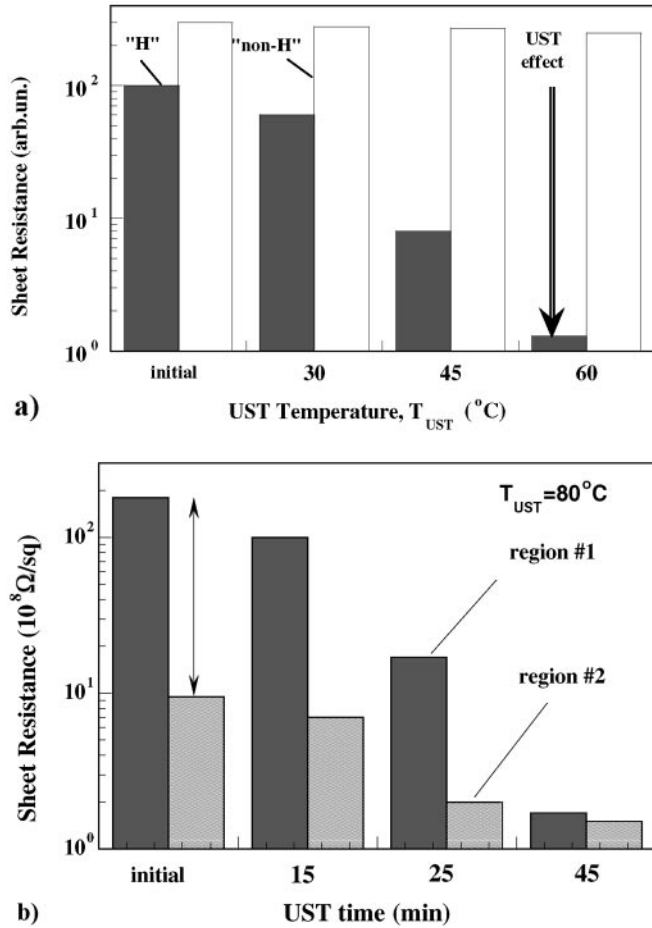 "H"
"non-H"
UST
effect
Sheet Resistance (arb.un.)
10²
10¹
10⁰
initial 30 45 60
a)
UST Temperature, T_UST (°C)
T_UST=80°C
region #1
region #2
Sheet Resistance (10⁸Ω/sq)
10²
10¹
10⁰
initial 15 25 45
b)
UST time (min)